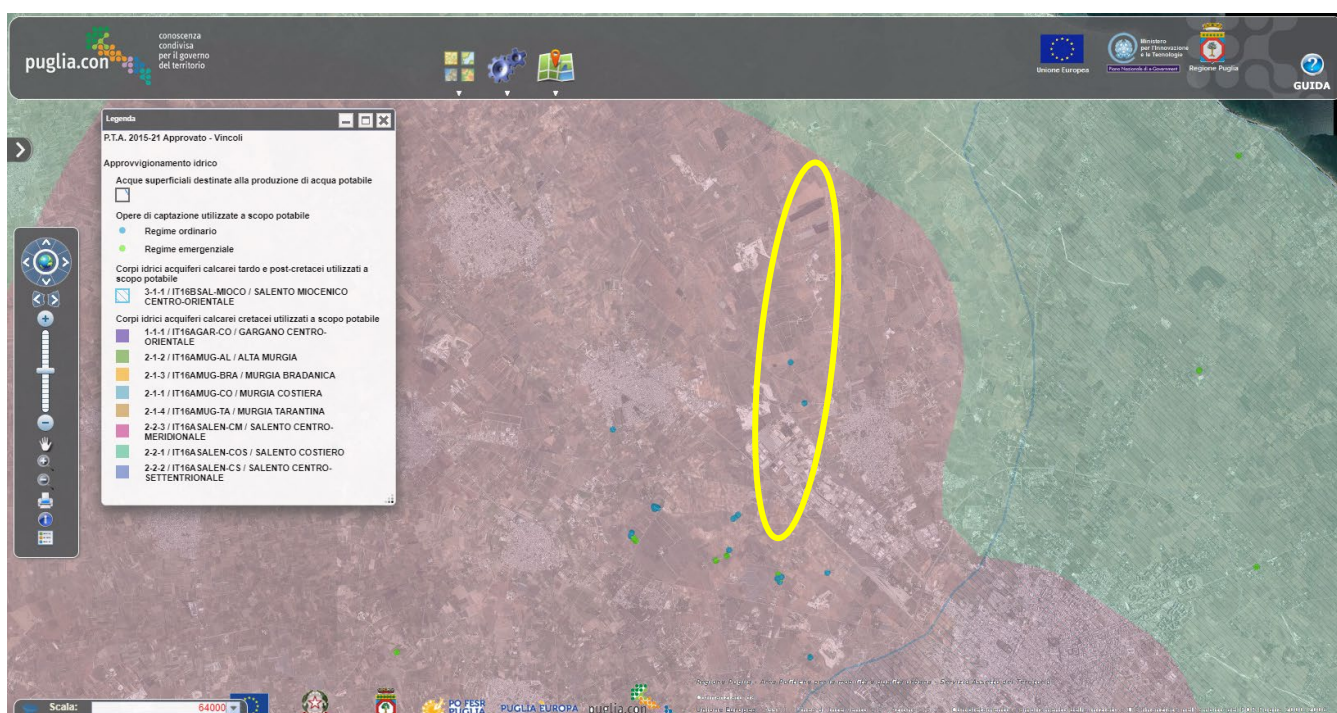 puglia.con
conoscenza
condivisa
per il governo
del territorio
Unione Europea
Ministero
per l'Innovazione
e le Tecnologie
Regione Puglia
GUIDA
Legenda
P.T.A. 2015-21 Approvato - Vincoli
Approvvigionamento idrico
Acque superficiali destinate alla produzione di acqua potabile
Opere di captazione utilizzate a scopo potabile
Regime ordinario
Regime emergenziale
Corpi idrici acquiferi calcarei tardo e post-cretacei utilizzati a
scopo potabile
3-1-1 / IT16BSAL-MIOCO / SALENTO MIOCENICO
CENTRO-ORIENTALE
Corpi idrici acquiferi calcarei cretacei utilizzati a scopo potabile
1-1-1 / IT16AGAR-CO / GARGANO CENTRO-
ORIENTALE
2-1-2 / IT16AMUG-AL / ALTA MURGIA
2-1-3 / IT16AMUG-BRA / MURGIA BRADANICA
2-1-1 / IT16AMUG-CO / MURGIA COSTIERA
2-1-4 / IT16AMUG-TA / MURGIA TARANTINA
2-2-3 / IT16ASALEN-CM / SALENTO CENTRO-
MERIDIONALE
2-2-1 / IT16ASALEN-COS / SALENTO COSTIERO
2-2-2 / IT16ASALEN-CS / SALENTO CENTRO-
SETTENTRIONALE
Scala: 64000
PO FESR
PUGLIA
PUGLIA EUROPA
puglia.con